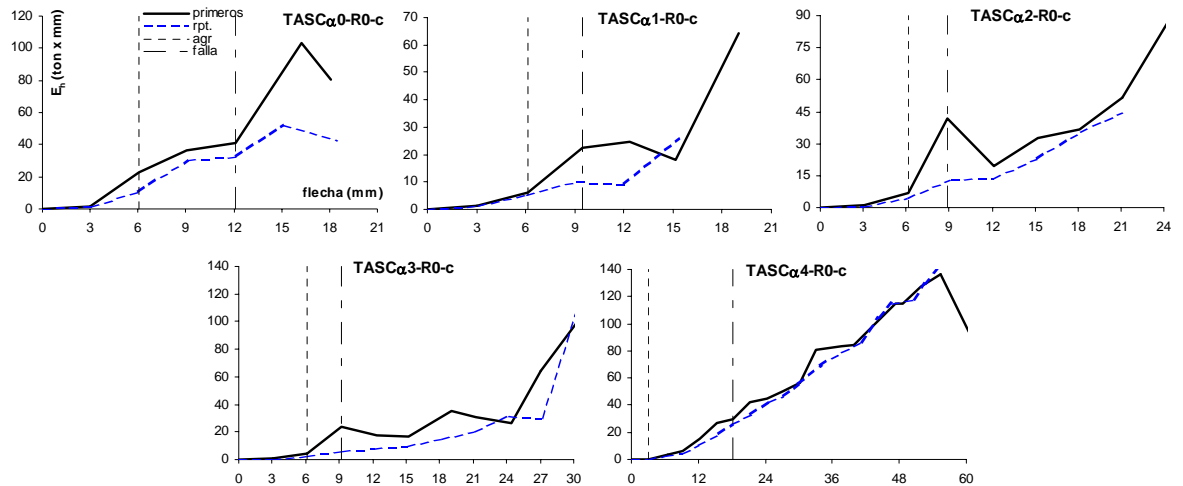 TASCα0-R0-c
primeros
rpt.
agr
falla
E_h (ton x mm)
flecha (mm)
120
100
80
60
40
20
0
0 3 6 9 12 15 18 21
TASCα1-R0-c
70
60
50
40
30
20
10
0
0 3 6 9 12 15 18 21
TASCα2-R0-c
90
75
60
45
30
15
0
0 3 6 9 12 15 18 21 24
TASCα3-R0-c
140
120
100
80
60
40
20
0
0 3 6 9 12 15 18 21 24 27 30
TASCα4-R0-c
140
120
100
80
60
40
20
0
0 12 24 36 48 60